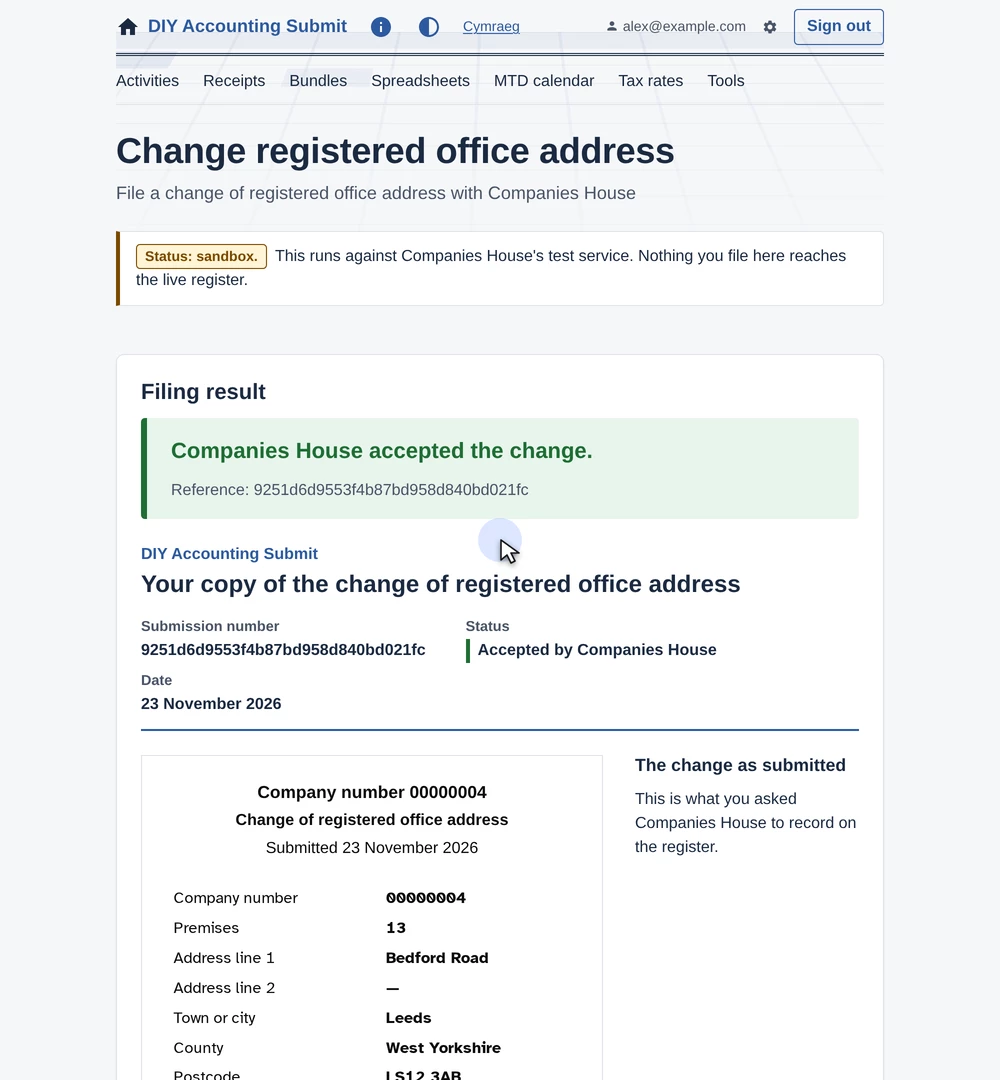 DIY Accounting Submit
Cymraeg
alex@example.com
Sign out
Activities Receipts Bundles Spreadsheets MTD calendar Tax rates Tools
Change registered office address
File a change of registered office address with Companies House
Status: sandbox. This runs against Companies House's test service. Nothing you file here reaches
the live register.
Filing result
Companies House accepted the change.
Reference: 9251d6d9553f4b87bd958d840bd021fc
DIY Accounting Submit
Your copy of the change of registered office address
Submission number
9251d6d9553f4b87bd958d840bd021fc
Status
Accepted by Companies House
Date
23 November 2026
Company number 00000004
Change of registered office address
Submitted 23 November 2026
Company number 00000004
Premises 13
Address line 1 Bedford Road
Address line 2 —
Town or city Leeds
County West Yorkshire
Postcode LS12 3AB
The change as submitted
This is what you asked
Companies House to record on
the register.